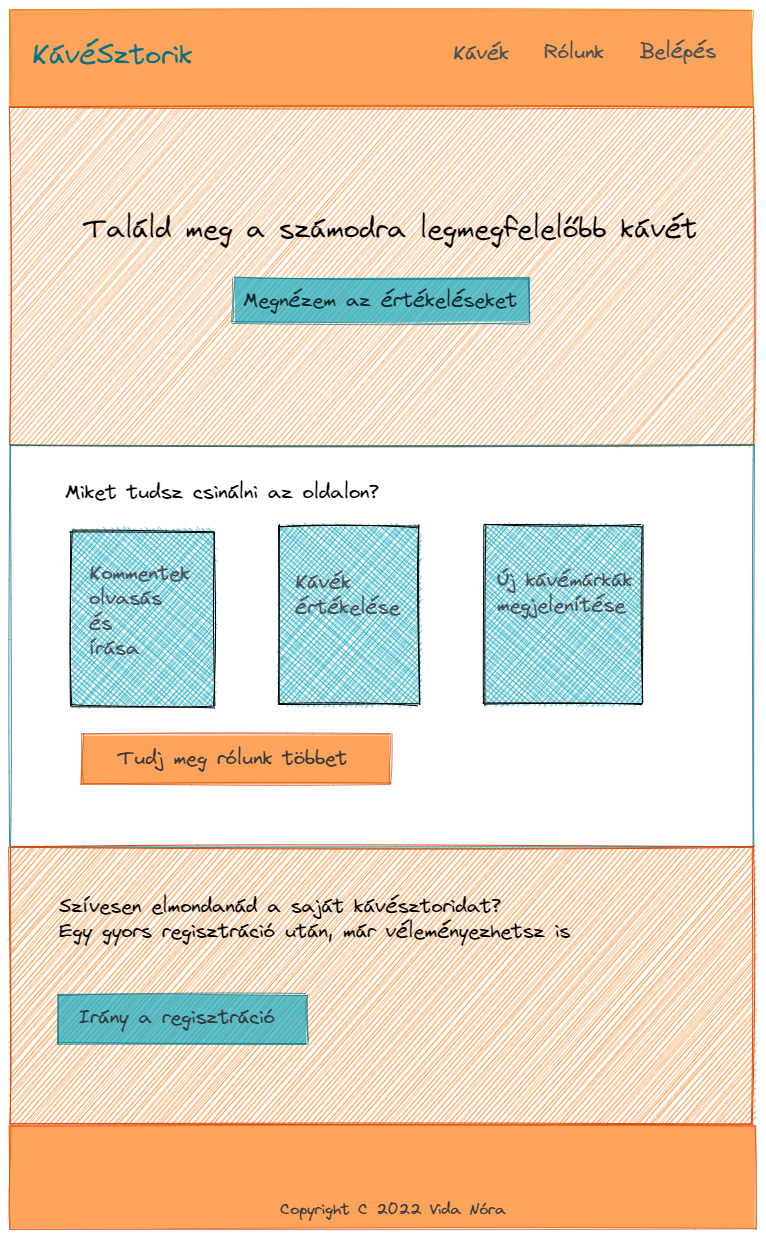 KávéSztorik
Kávék Rólunk Belépés
Találd meg a számodra legmegfelelőbb kávét
Megnézem az értékeléseket
Miket tudsz csinálni az oldalon?
Kommentek
olvasás
és
írása
Kávék
értékelése
Új kávémárkák
megjelenítése
Tudj meg rólunk többet
Szívesen elmondanád a saját kávésztoridat?
Egy gyors regisztráció után, már véleményezhetsz is
Irány a regisztráció
Copyright C 2022 Vida Nóra